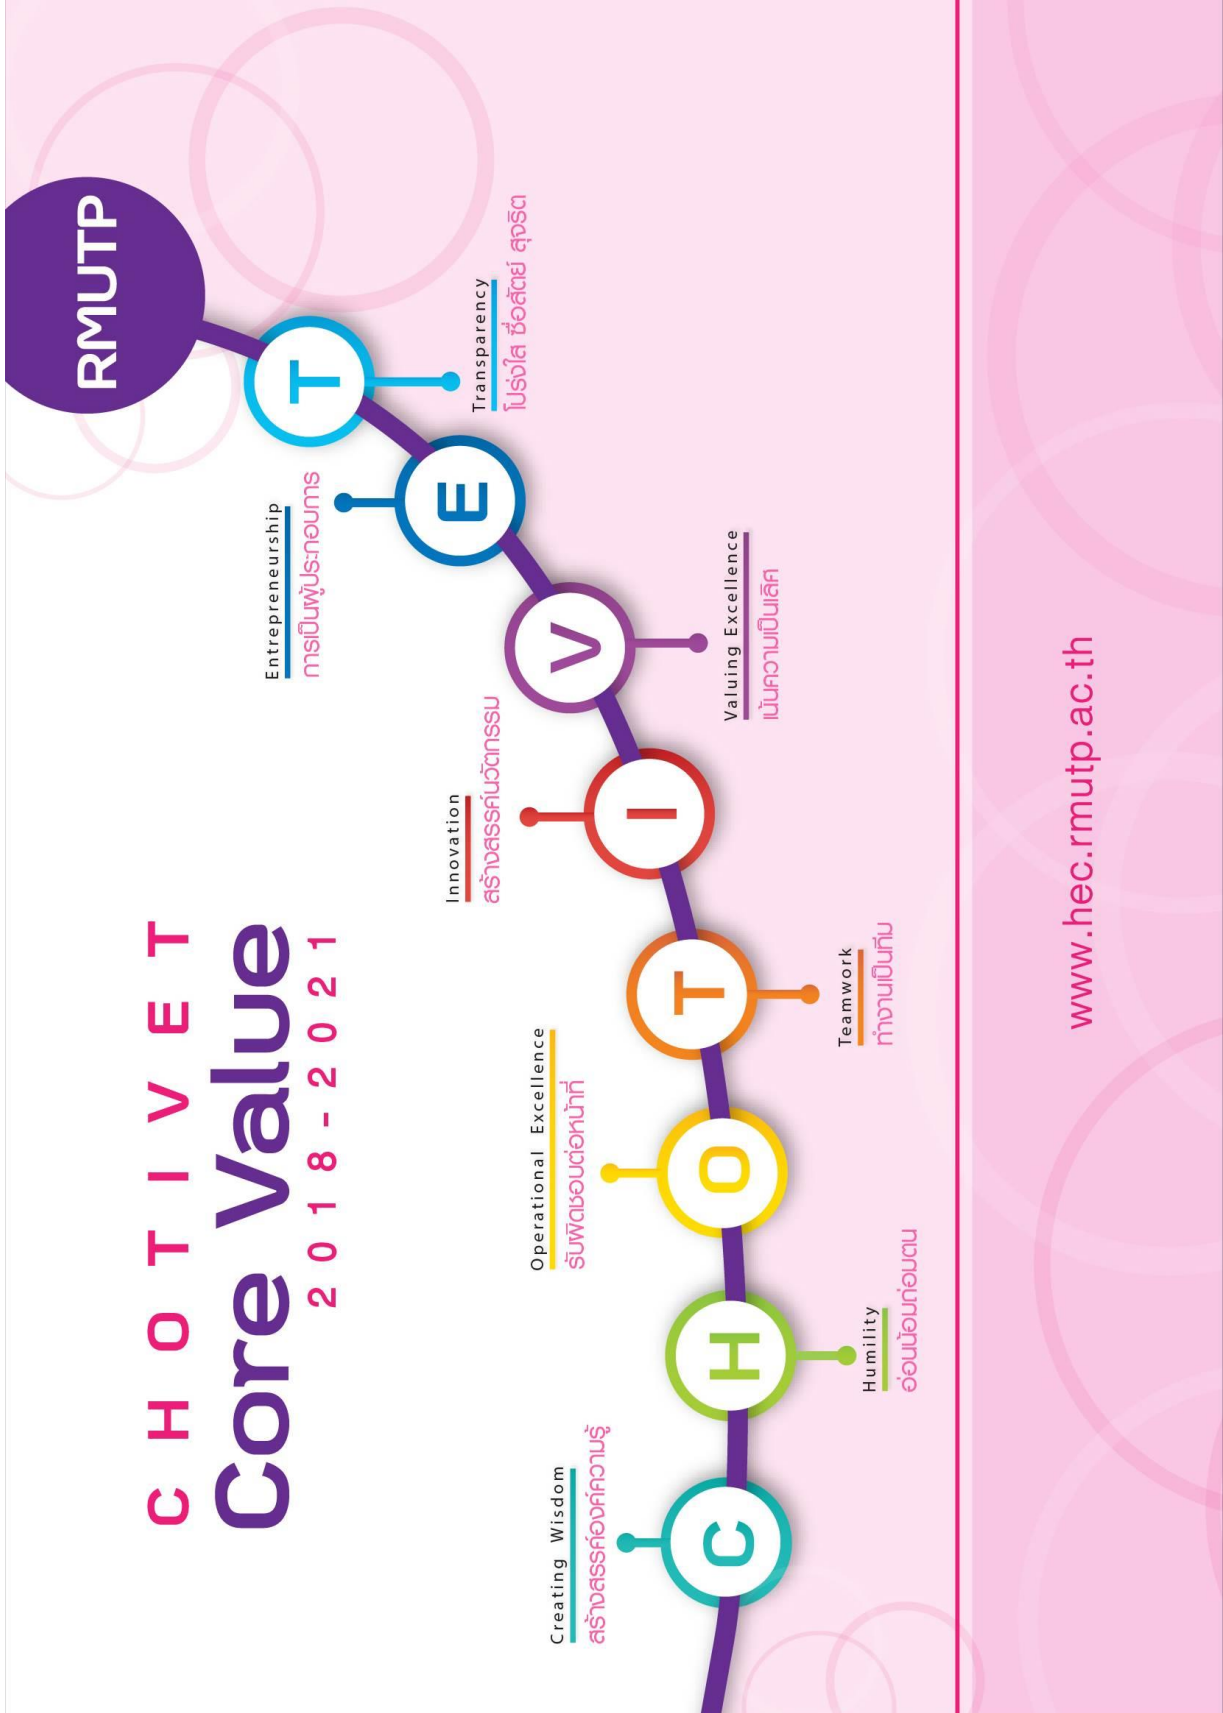 CHOTIVET
Core Value
2018-2021
RMUTP
C
Creating Wisdom
สร้างสรรค์องค์ความรู้
H
Humility
อ่อนน้อมถ่อมตน
O
Operational Excellence
รับผิดชอบต่อหน้าที่
T
Teamwork
ทำงานเป็นทีม
I
Innovation
สร้างสรรค์นวัตกรรม
V
Valuing Excellence
เน้นความเป็นเลิศ
E
Entrepreneurship
การเป็นผู้ประกอบการ
T
Transparency
โปร่งใส ซื่อสัตย์ สุจริต
www.hec.rmutp.ac.th